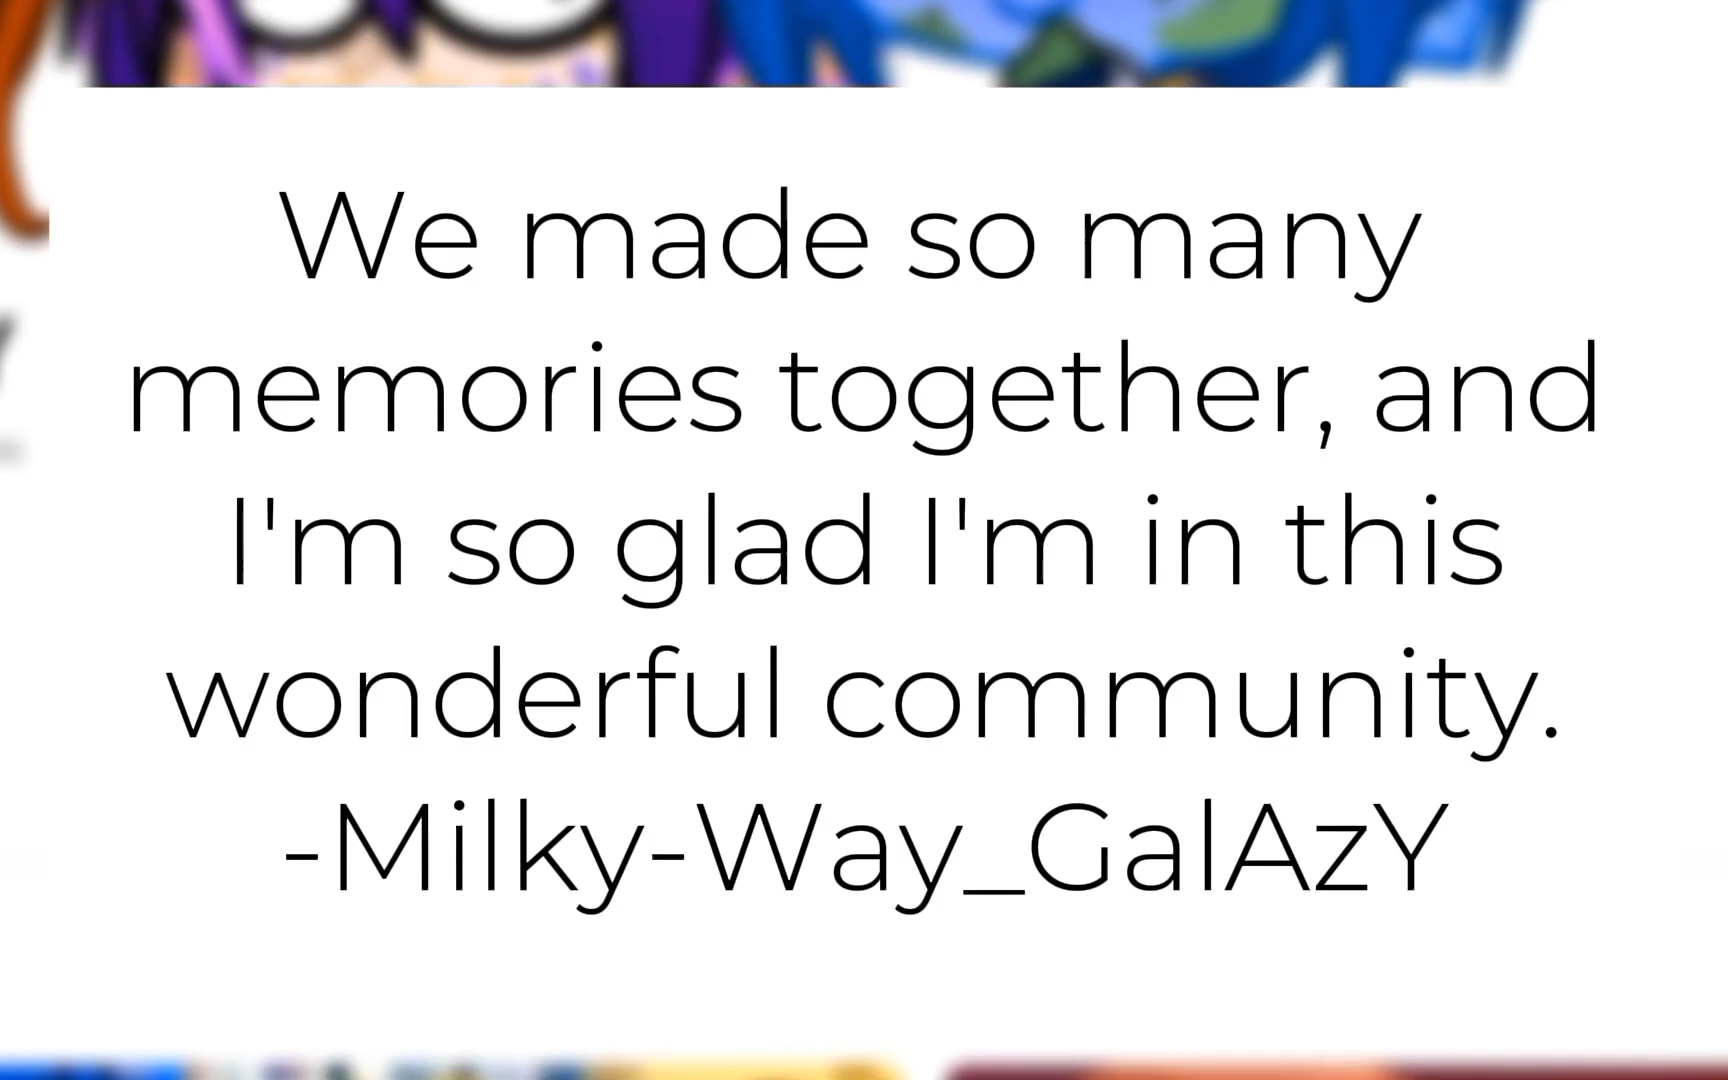 We made so many
memories together, and
I'm so glad I'm in this
wonderful community.
-Milky-Way_GalAzY